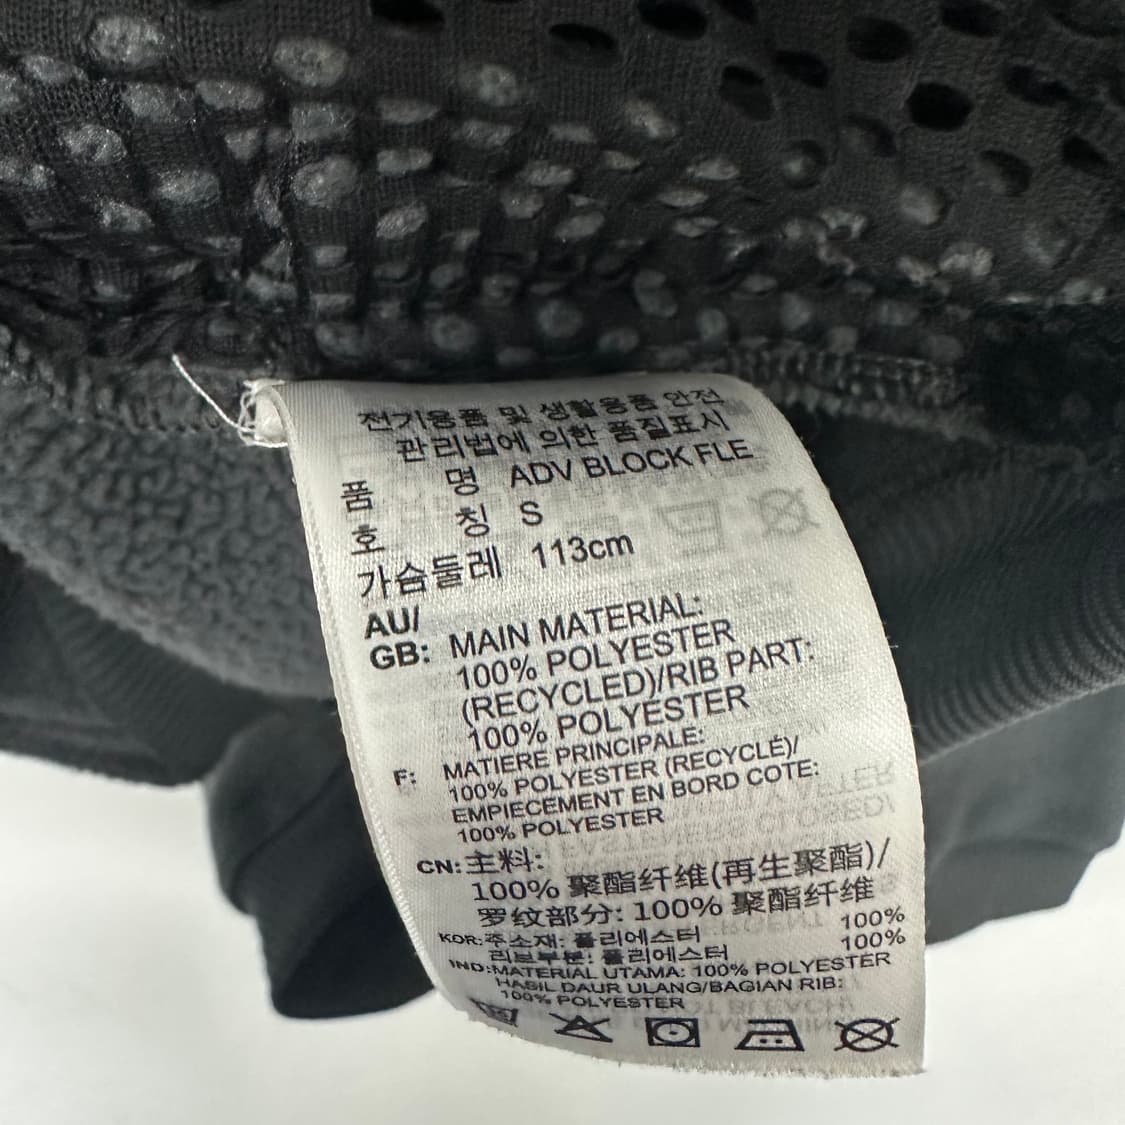 전기용품 및 생활용품 안전
관리법에 의한 품질표시
품 명 ADV BLOCK FLE
호 칭 S
가슴둘레 113cm
AU/
GB: MAIN MATERIAL:
100% POLYESTER
(RECYCLED)/RIB PART:
100% POLYESTER
F: MATIERE PRINCIPALE:
100% POLYESTER (RECYCLÉ)/
EMPIECEMENT EN BORD COTE:
100% POLYESTER
CN: 主料:
100% 聚酯纤维(再生聚酯)/
罗纹部分: 100% 聚酯纤维
KOR: 주소재: 폴리에스터 100%
리브부분: 폴리에스터 100%
IND: MATERIAL UTAMA: 100% POLYESTER
HASIL DAUR ULANG/BAGIAN RIB:
100% POLYESTER